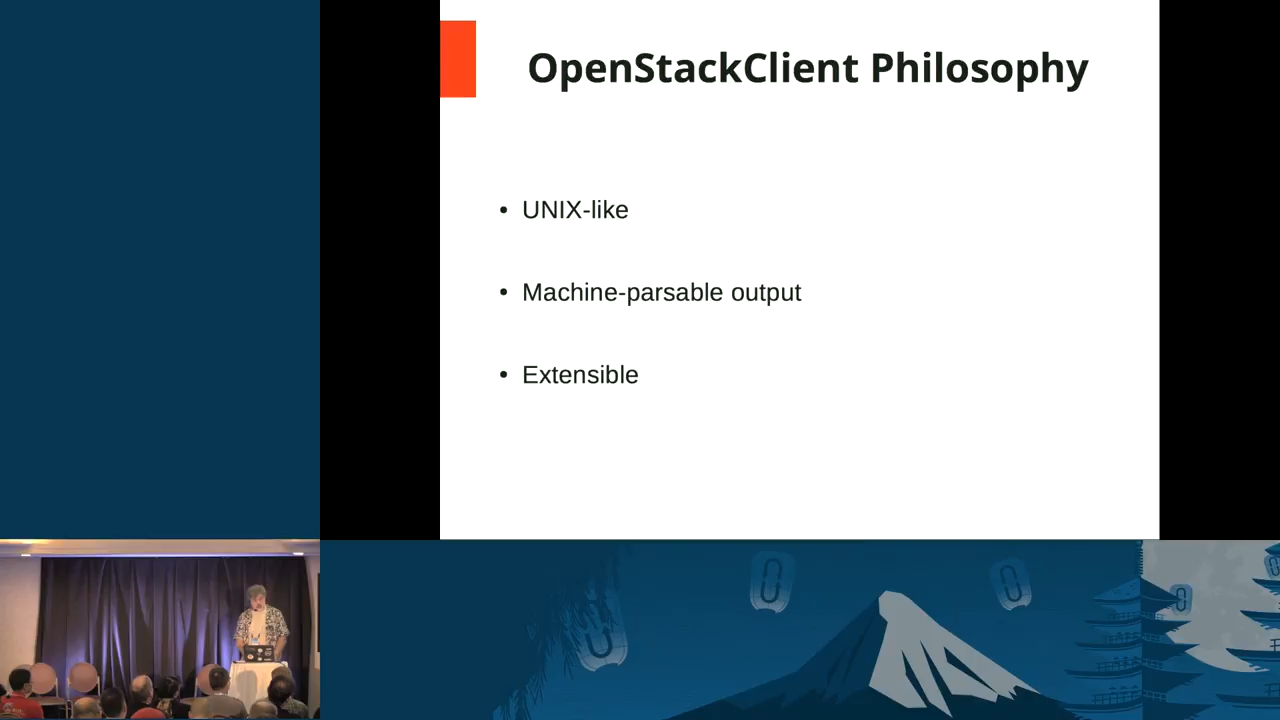 OpenStackClient Philosophy
• UNIX-like
• Machine-parsable output
• Extensible